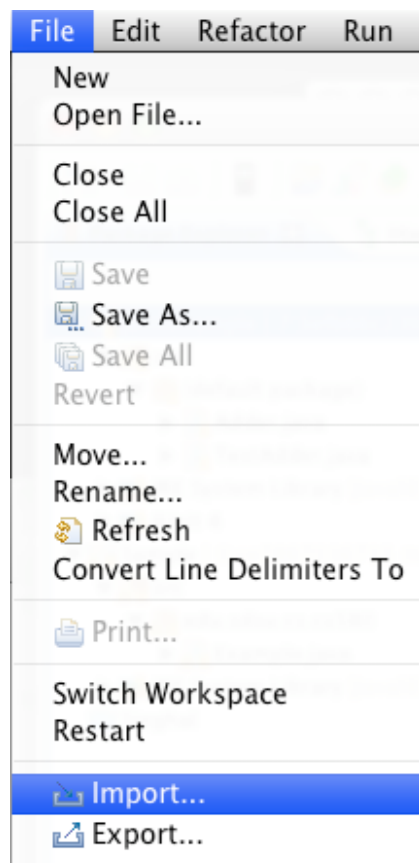 File Edit Refactor Run
New
Open File...
Close
Close All
Save
Save As...
Save All
Revert
Move...
Rename...
Refresh
Convert Line Delimiters To
Print...
Switch Workspace
Restart
Import...
Export...